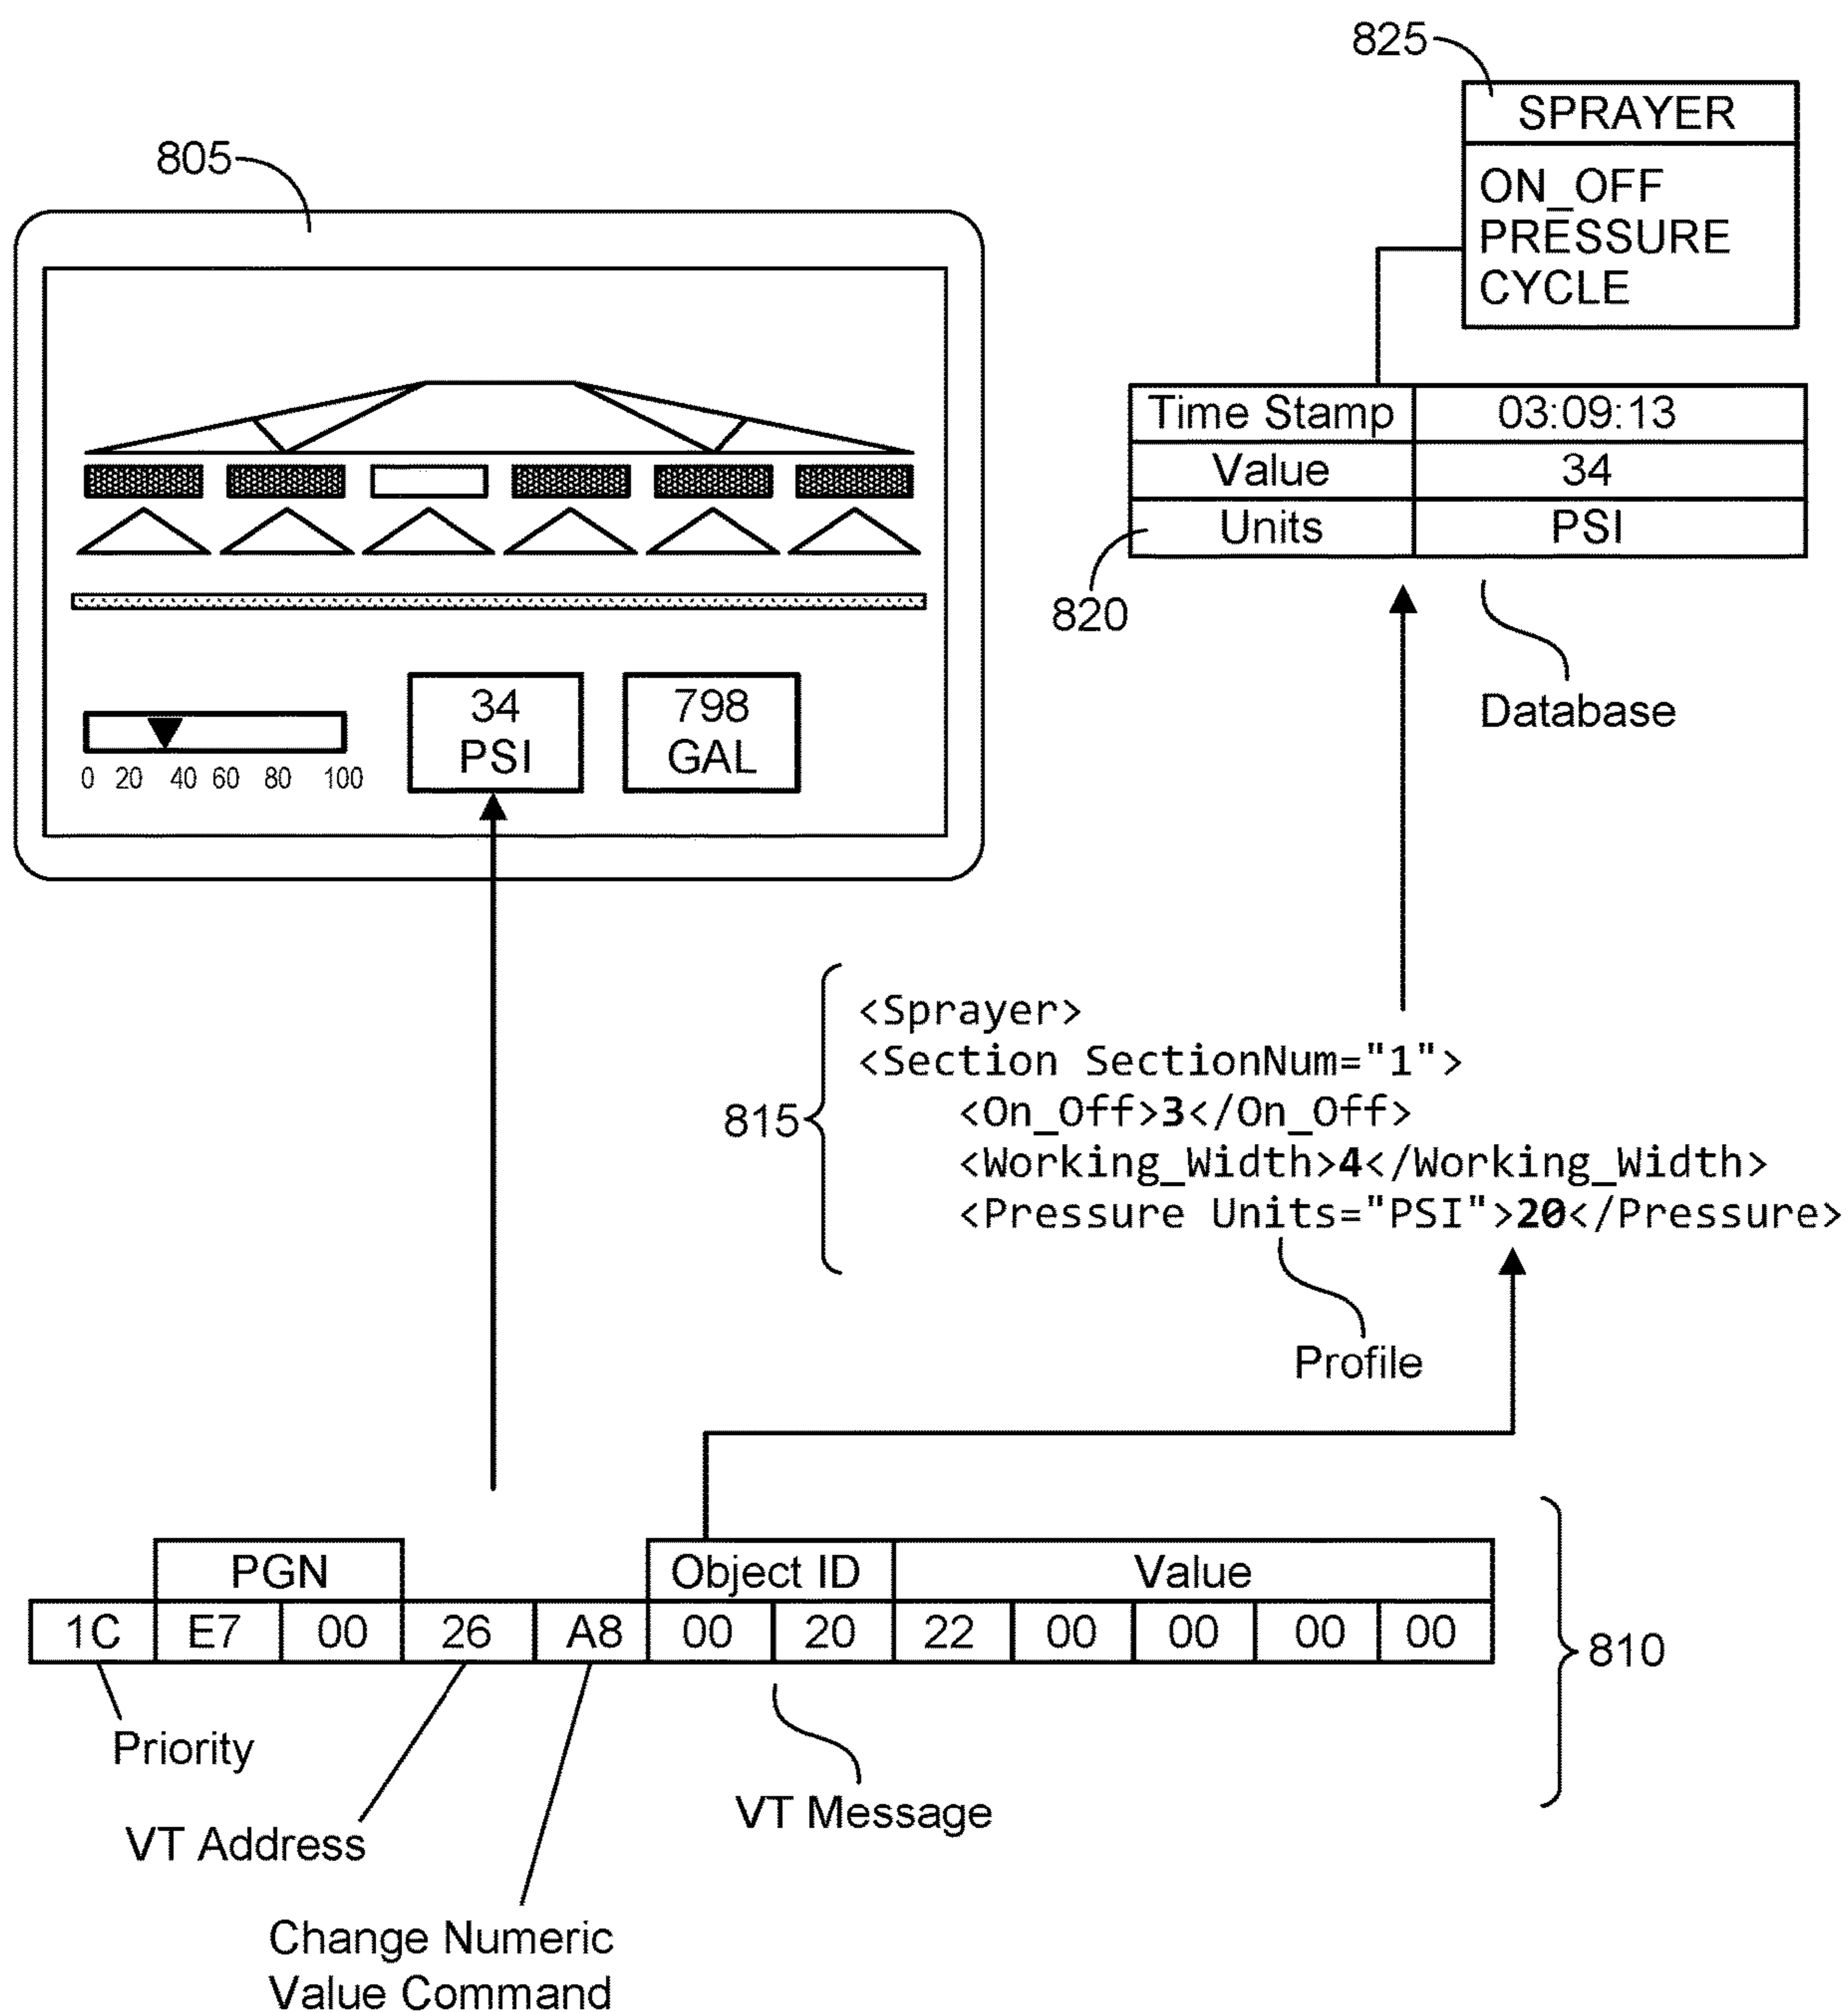 825
SPRAYER
ON_OFF
PRESSURE
CYCLE
805
Time Stamp 03:09:13
Value 34
Units PSI
820
Database
34
PSI
798
GAL
0 20 40 60 80 100
815
<Sprayer>
<Section SectionNum="1">
<On_Off>3</On_Off>
<Working_Width>4</Working_Width>
<Pressure Units="PSI">20</Pressure>
Profile
PGN Object ID Value
1C E7 00 26 A8 00 20 22 00 00 00 00
810
Priority
VT Message
VT Address
Change Numeric
Value Command